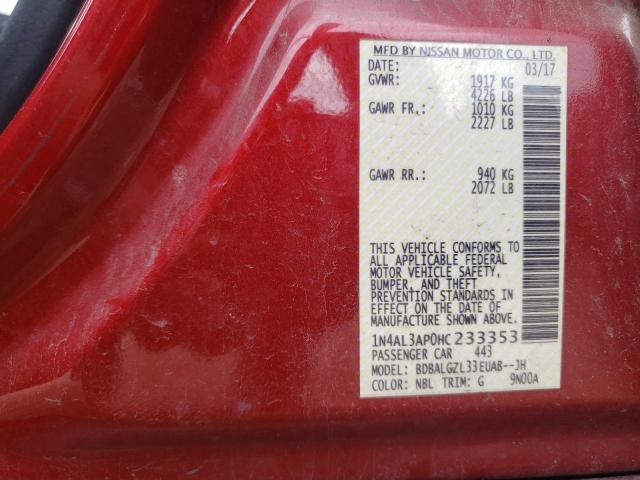 MFD BY NISSAN MOTOR CO., LTD.
DATE: 03/17
GVWR: 1917 KG
4226 LB
GAWR FR.: 1010 KG
2227 LB
GAWR RR.: 940 KG
2072 LB
THIS VEHICLE CONFORMS TO
ALL APPLICABLE FEDERAL
MOTOR VEHICLE SAFETY,
BUMPER, AND THEFT
PREVENTION STANDARDS IN
EFFECT ON THE DATE OF
MANUFACTURE SHOWN ABOVE.
1N4AL3AP0HC233353
PASSENGER CAR 443
MODEL: BDBALGZL33EUAB--JH
COLOR: NBL TRIM: G 9N00A